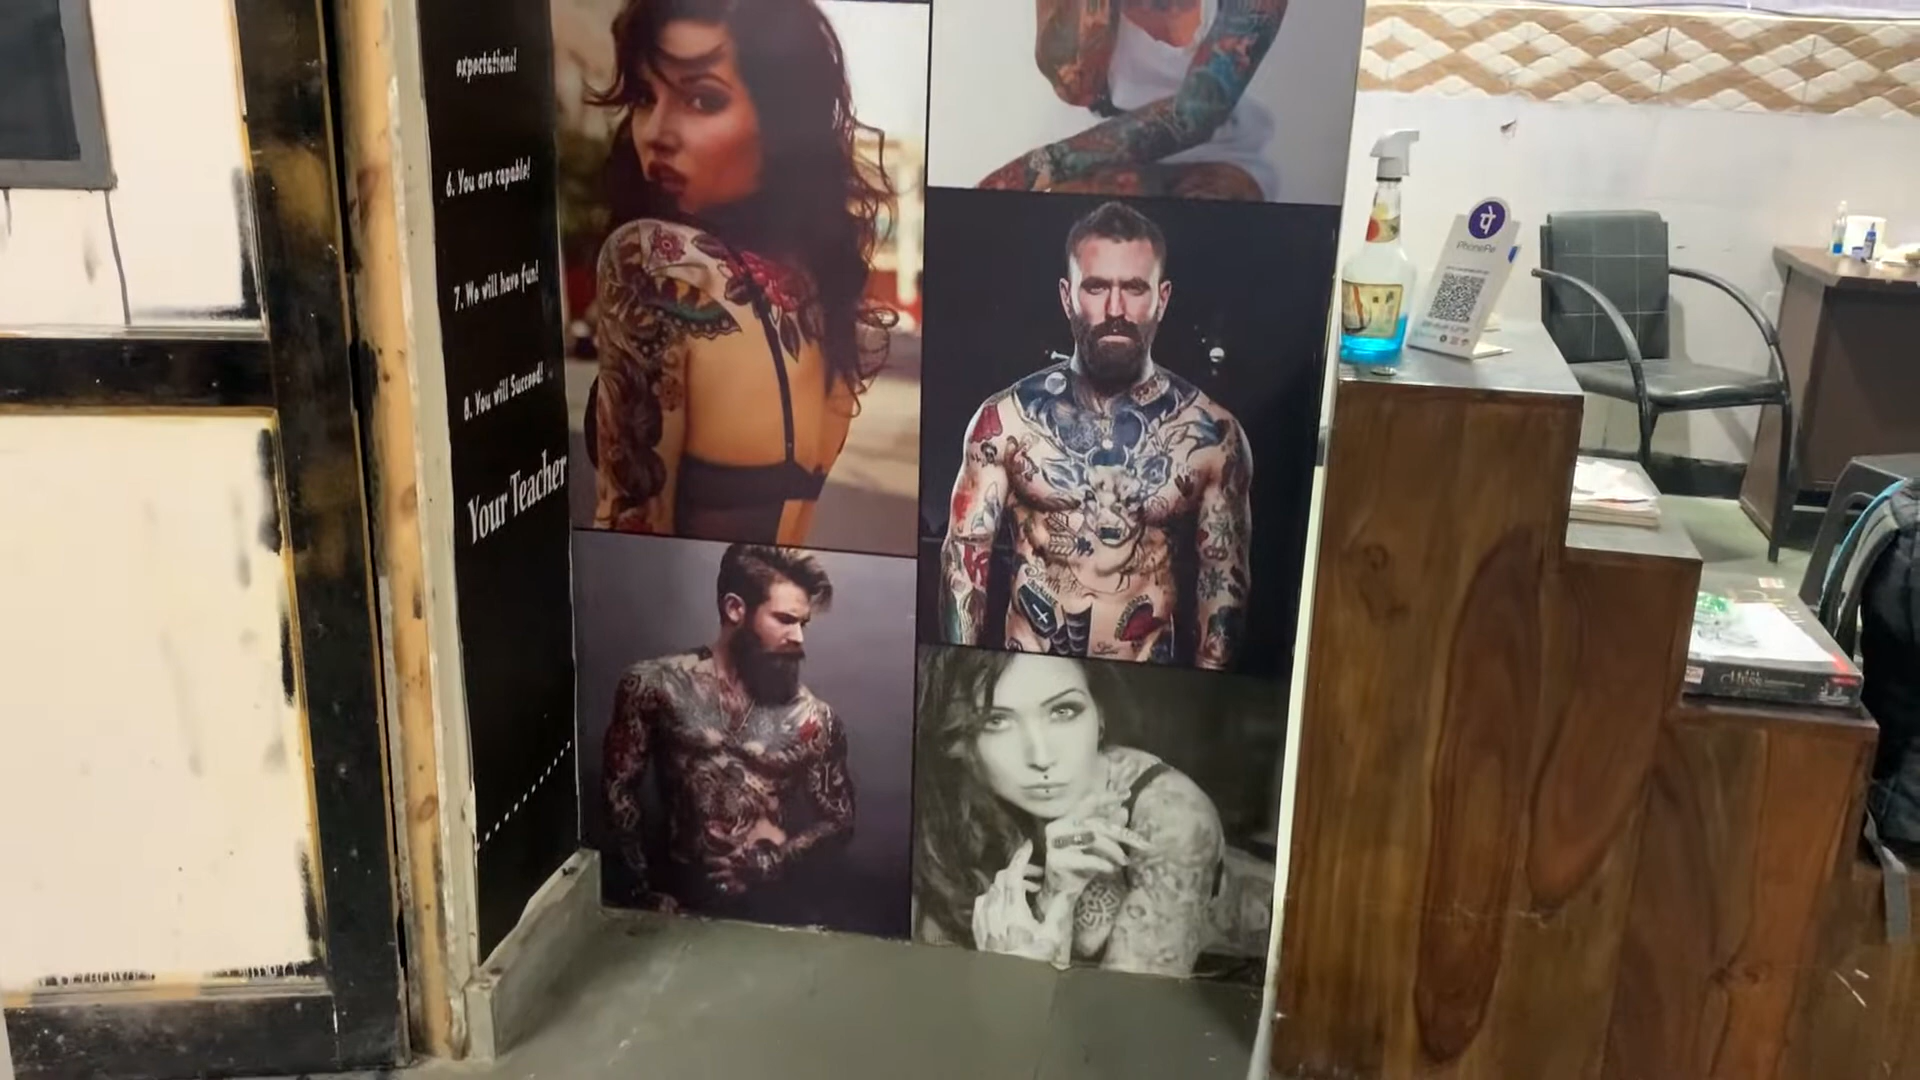 expectations!
6. You are capable!
7. We will have fun!
8. You will Succeed!
Your Teacher
पे
PhonePe